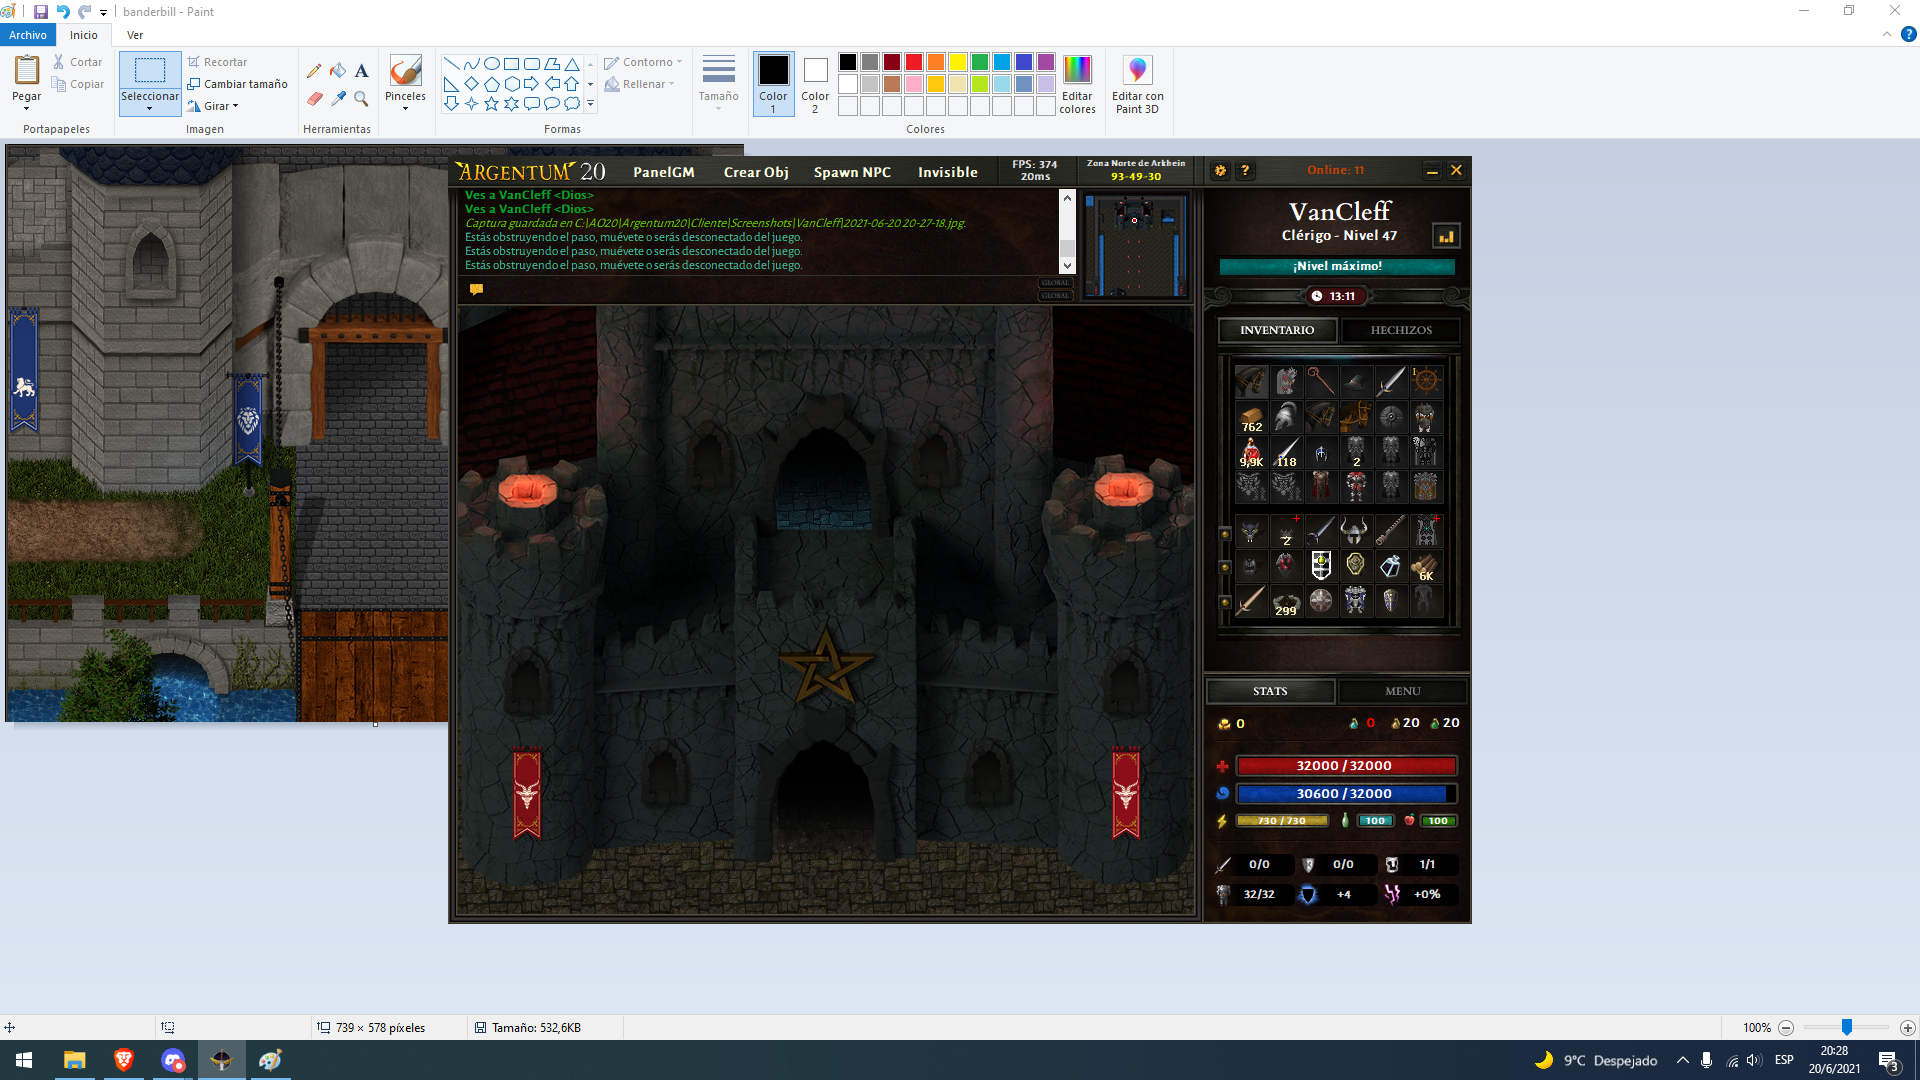 banderbill - Paint
Archivo
Inicio
Ver
Pegar
Cortar
Copiar
Portapapeles
Seleccionar
Recortar
Cambiar tamaño
Girar
Imagen
A
Herramientas
Pinceles
Contorno
Rellenar
Formas
Tamaño
Color
1
Color
2
Colores
Editar
colores
Editar con
Paint 3D
ARGENTUM 20
PanelGM
Crear Obj
Spawn NPC
Invisible
FPS: 374
20ms
Zona Norte de Arkhein
93-49-30
?
Online: 11
Ves a VanCleff <Dios>
Ves a VanCleff <Dios>
Captura guardada en C:\AO20\Argentum20\Cliente\Screenshots\VanCleff\2021-06-20 20-27-18.jpg.
Estás obstruyendo el paso, muévete o serás desconectado del juego.
Estás obstruyendo el paso, muévete o serás desconectado del juego.
Estás obstruyendo el paso, muévete o serás desconectado del juego.
GLOBAL
GLOBAL
VanCleff
Clérigo - Nivel 47
¡Nivel máximo!
13:11
INVENTARIO
HECHIZOS
1
762
9,9K
118
2
2
6K
299
STATS
MENU
0
0
20
20
32000 / 32000
30600 / 32000
730 / 730
100
100
0/0
0/0
1/1
32/32
+4
+0%
739 × 578 píxeles
Tamaño: 532,6KB
100%
9°C Despejado
ESP
20:28
20/6/2021
3